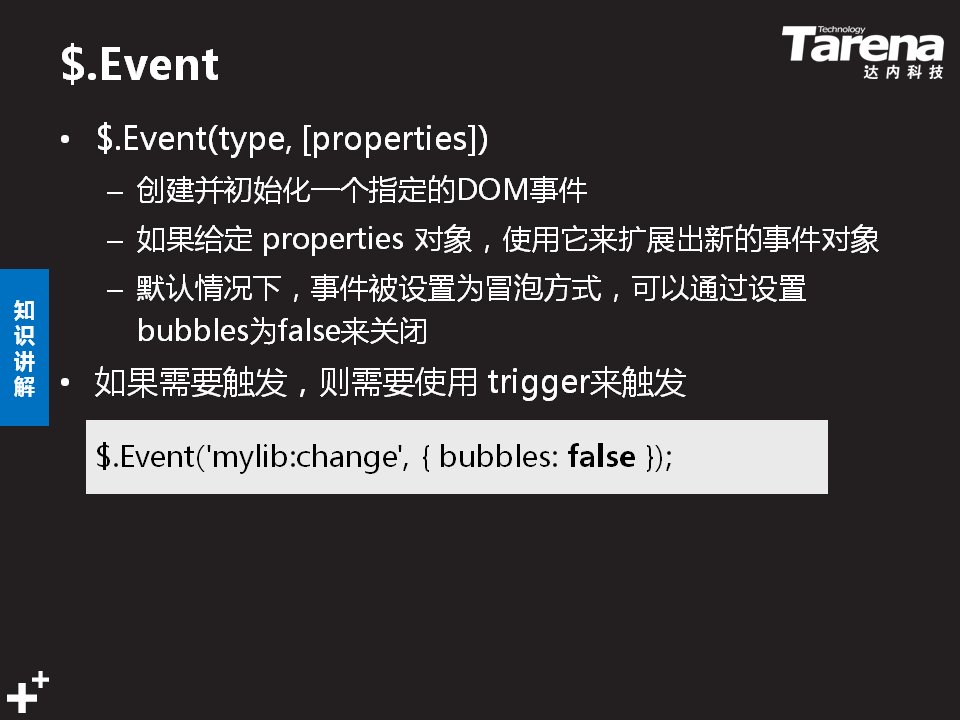 $.Event
Technology
Tarena
达内科技
• $.Event(type, [properties])
– 创建并初始化一个指定的DOM事件
– 如果给定 properties 对象，使用它来扩展出新的事件对象
– 默认情况下，事件被设置为冒泡方式，可以通过设置
bubbles为false来关闭
知识讲解
• 如果需要触发，则需要使用 trigger来触发
$.Event('mylib:change', { bubbles: false });